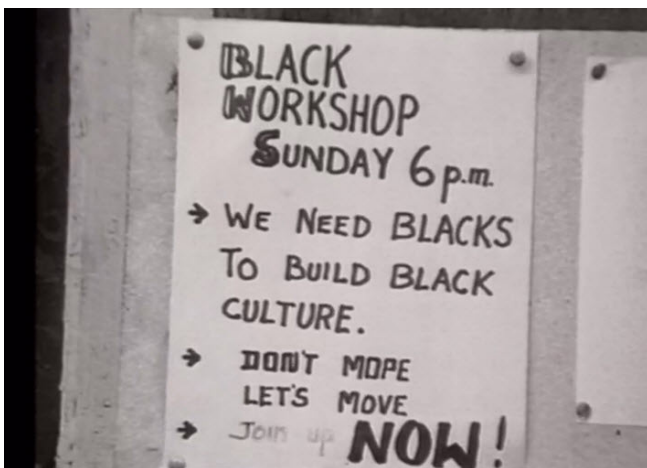 BLACK
WORKSHOP
SUNDAY 6 p.m.
→ WE NEED BLACKS
TO BUILD BLACK
CULTURE.
→ DON'T MOPE
LET'S MOVE
→ Join up NOW!